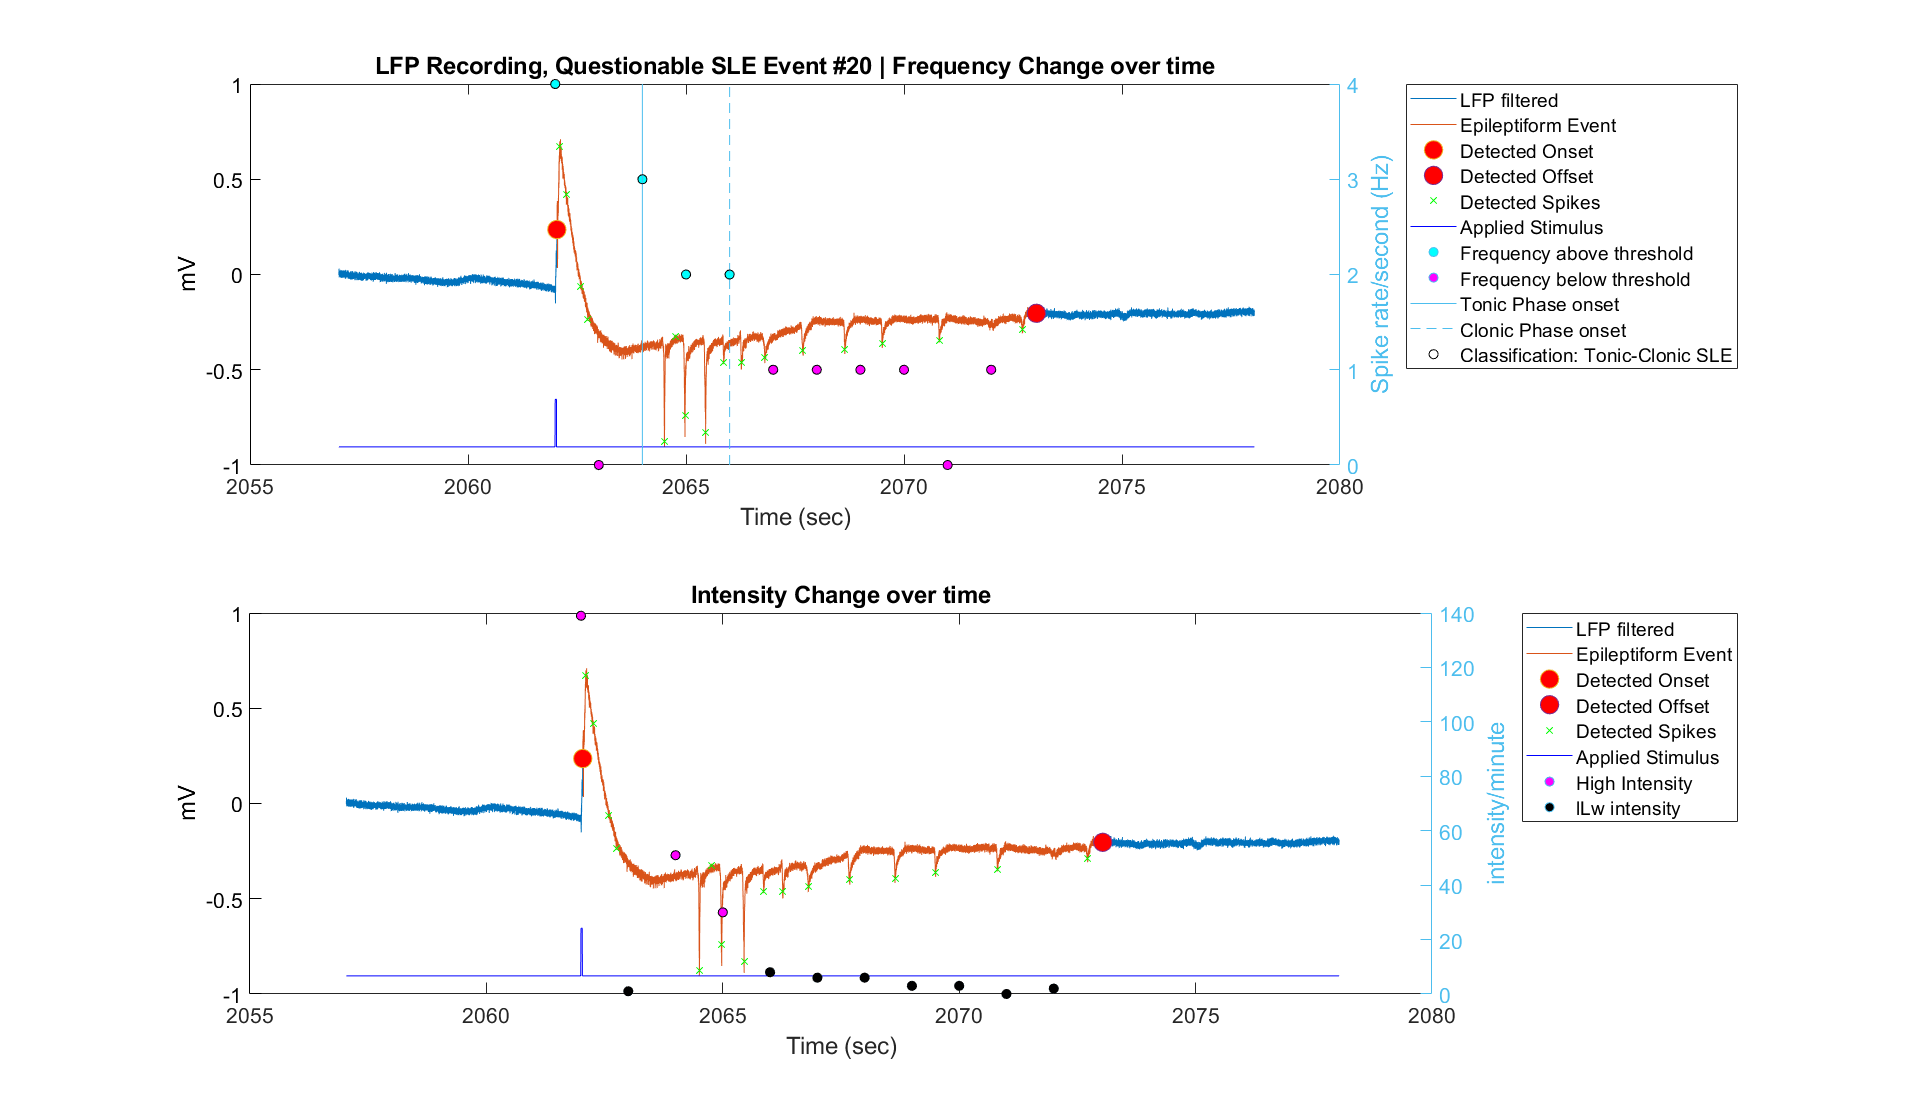 LFP Recording, Questionable SLE Event #20 | Frequency Change over time
1
0.5
0
-0.5
-1
mV
2055
2060
2065
2070
2075
2080
Time (sec)
4
3
2
1
0
Spike rate/second (Hz)
LFP filtered
Epileptiform Event
Detected Onset
Detected Offset
Detected Spikes
Applied Stimulus
Frequency above threshold
Frequency below threshold
Tonic Phase onset
Clonic Phase onset
Classification: Tonic-Clonic SLE
Intensity Change over time
1
0.5
0
-0.5
-1
mV
2055
2060
2065
2070
2075
2080
Time (sec)
140
120
100
80
60
40
20
0
intensity/minute
LFP filtered
Epileptiform Event
Detected Onset
Detected Offset
Detected Spikes
Applied Stimulus
High Intensity
lLw intensity